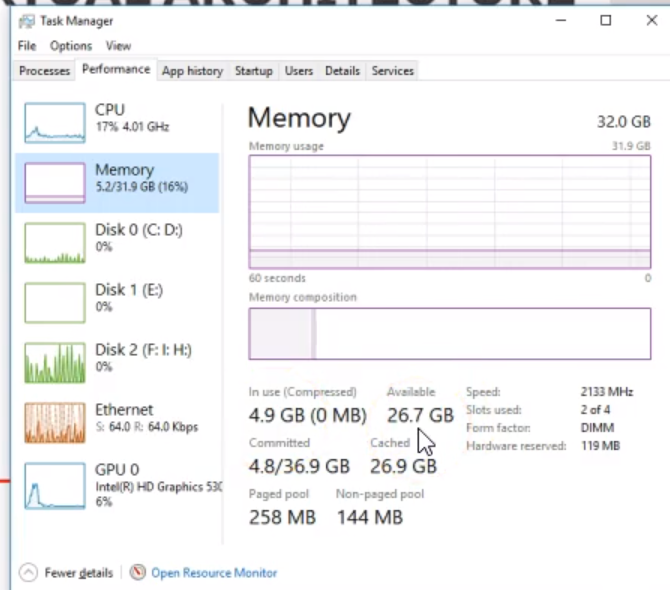 RTUAL ARCHITECTURE
Task Manager
File Options View
Processes Performance App history Startup Users Details Services
CPU
17% 4.01 GHz
Memory
5.2/31.9 GB (16%)
Disk 0 (C: D:)
0%
Disk 1 (E:)
0%
Disk 2 (F: I: H:)
0%
Ethernet
S: 64.0 R: 64.0 Kbps
GPU 0
Intel(R) HD Graphics 530
6%
Memory 32.0 GB
Memory usage 31.9 GB
60 seconds 0
Memory composition
In use (Compressed) Available
4.9 GB (0 MB) 26.7 GB
Committed Cached
4.8/36.9 GB 26.9 GB
Paged pool Non-paged pool
258 MB 144 MB
Speed: 2133 MHz
Slots used: 2 of 4
Form factor: DIMM
Hardware reserved: 119 MB
Fewer details Open Resource Monitor